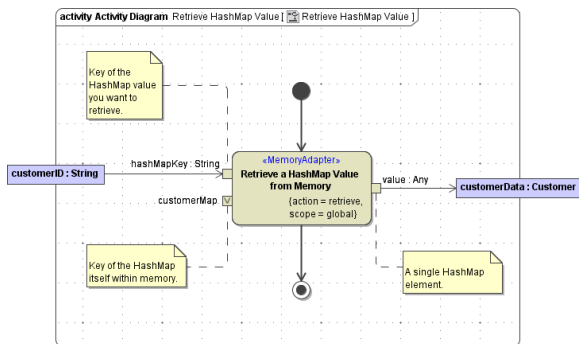 activity Activity Diagram Retrieve HashMap Value [ Retrieve HashMap Value ]
Key of the
HashMap value
you want to
retrieve.
hashMapKey : String
customerID : String
«MemoryAdapter»
Retrieve a HashMap Value
from Memory
{action = retrieve,
scope = global}
value : Any
customerData : Customer
customerMap
V
Key of the HashMap
itself within memory.
A single HashMap
element.